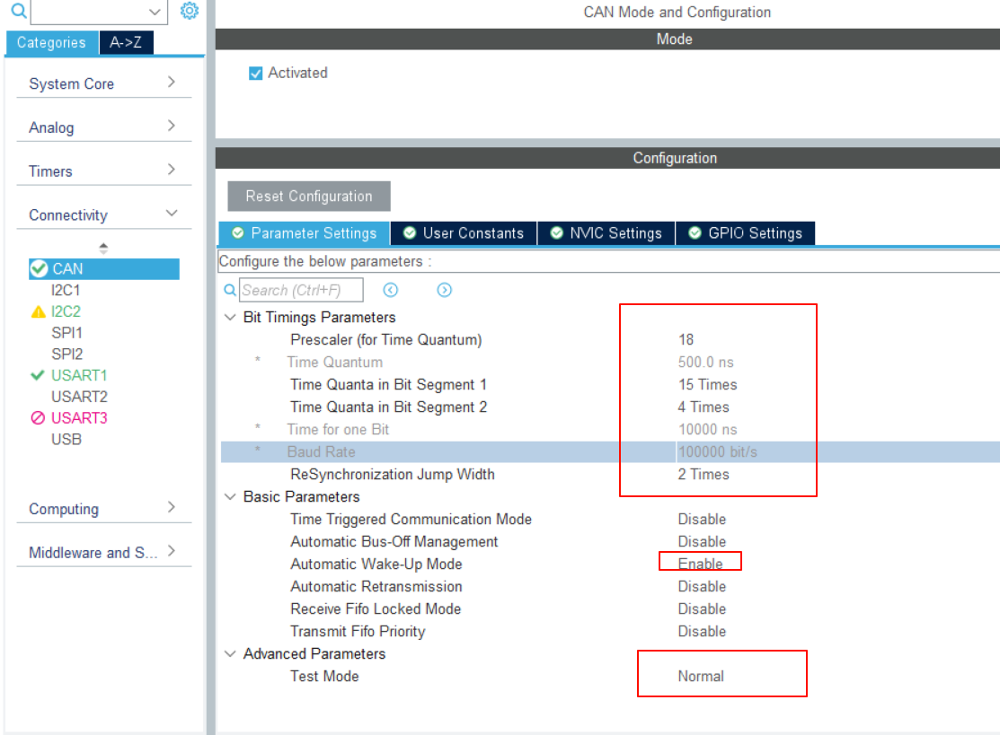 CAN Mode and Configuration
Categories A->Z
Mode
System Core
Activated
Analog
Timers
Connectivity
CAN
I2C1
I2C2
SPI1
SPI2
USART1
USART2
USART3
USB
Computing
Middleware and S...
Configuration
Reset Configuration
Parameter Settings User Constants NVIC Settings GPIO Settings
Configure the below parameters :
Search (Ctrl+F)
Bit Timings Parameters
Prescaler (for Time Quantum) 18
* Time Quantum 500.0 ns
Time Quanta in Bit Segment 1 15 Times
Time Quanta in Bit Segment 2 4 Times
* Time for one Bit 10000 ns
* Baud Rate 100000 bit/s
ReSynchronization Jump Width 2 Times
Basic Parameters
Time Triggered Communication Mode Disable
Automatic Bus-Off Management Disable
Automatic Wake-Up Mode Enable
Automatic Retransmission Disable
Receive Fifo Locked Mode Disable
Transmit Fifo Priority Disable
Advanced Parameters
Test Mode Normal